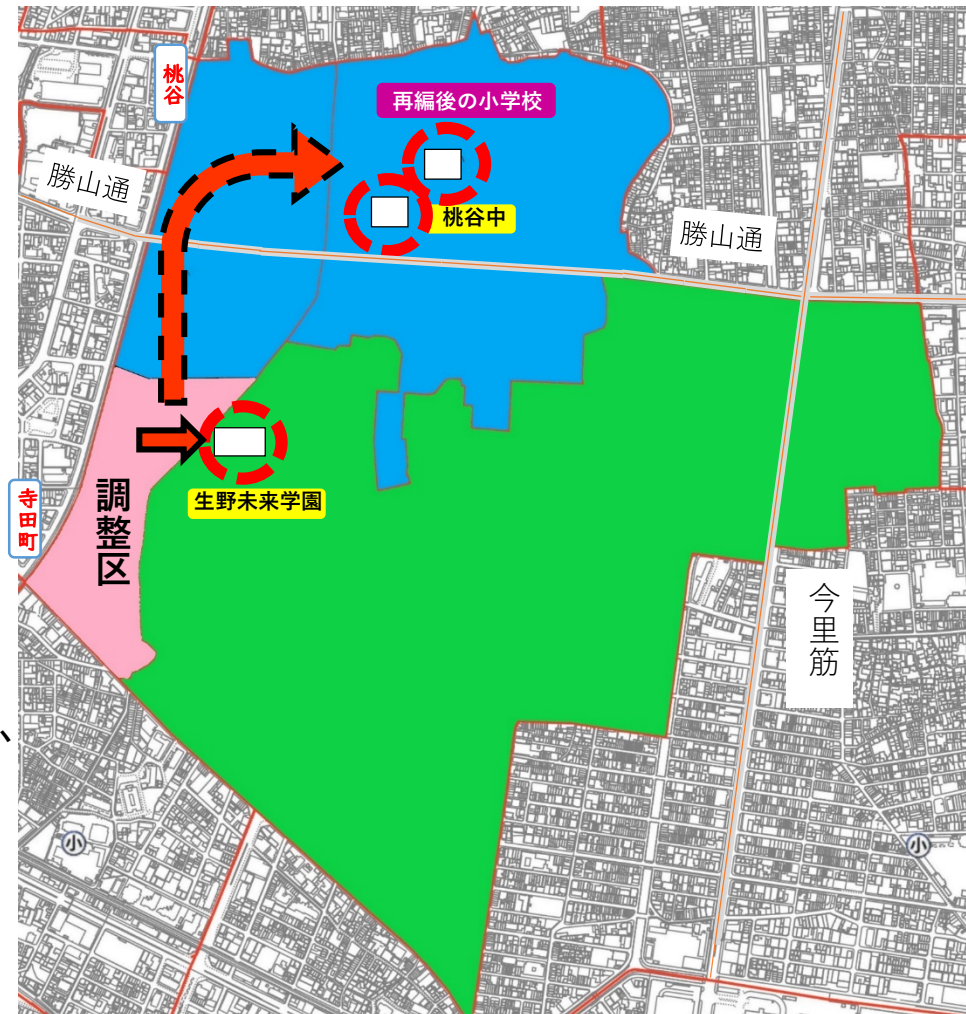 桃谷
再編後の小学校
勝山通
桃谷中
勝山通
生野未来学園
寺田町
調整区
今里筋
、
小
小